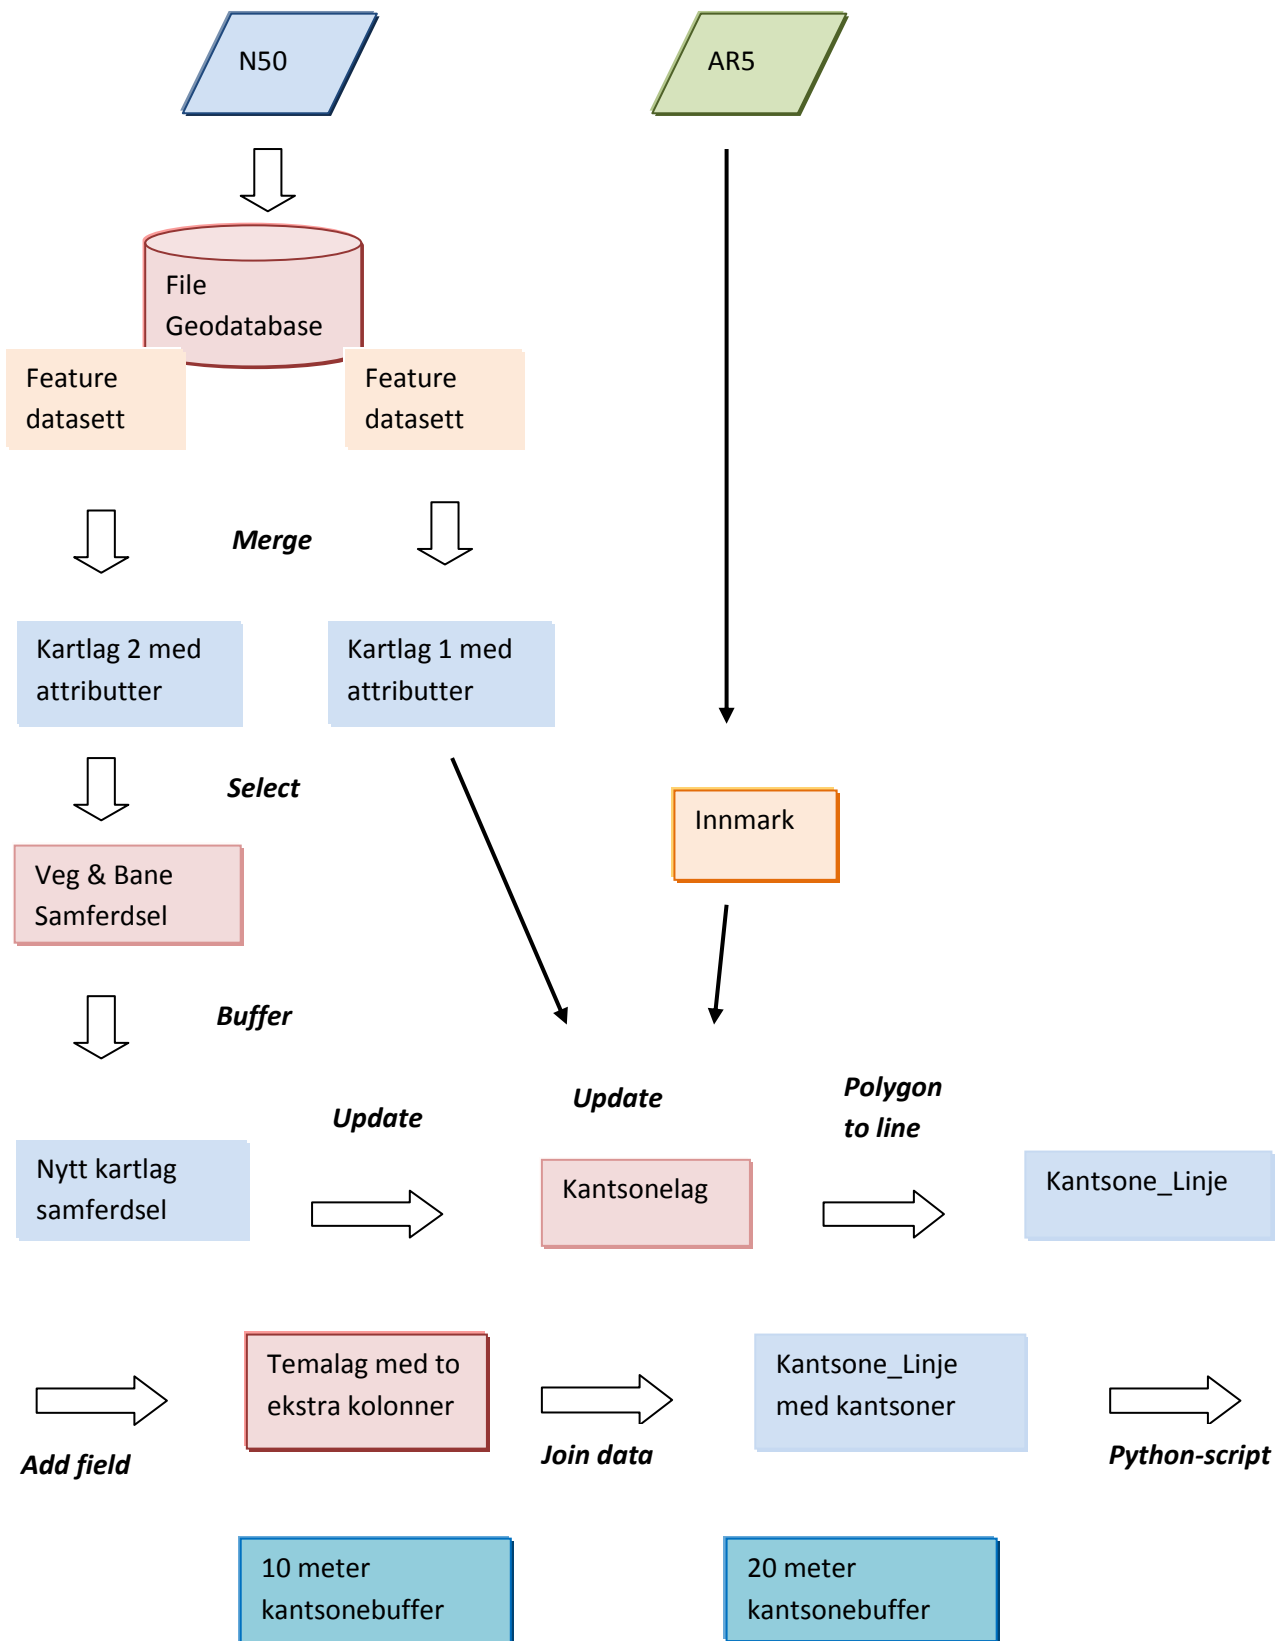 N50
AR5
File
Geodatabase
Feature
datasett
Feature
datasett
Merge
Kartlag 2 med
attributter
Kartlag 1 med
attributter
Select
Innmark
Veg & Bane
Samferdsel
Buffer
Update
Update
Polygon
to line
Nytt kartlag
samferdsel
Kantsonelag
Kantsone_Linje
Add field
Temalag med to
ekstra kolonner
Join data
Kantsone_Linje
med kantsoner
Python-script
10 meter
kantsonebuffer
20 meter
kantsonebuffer